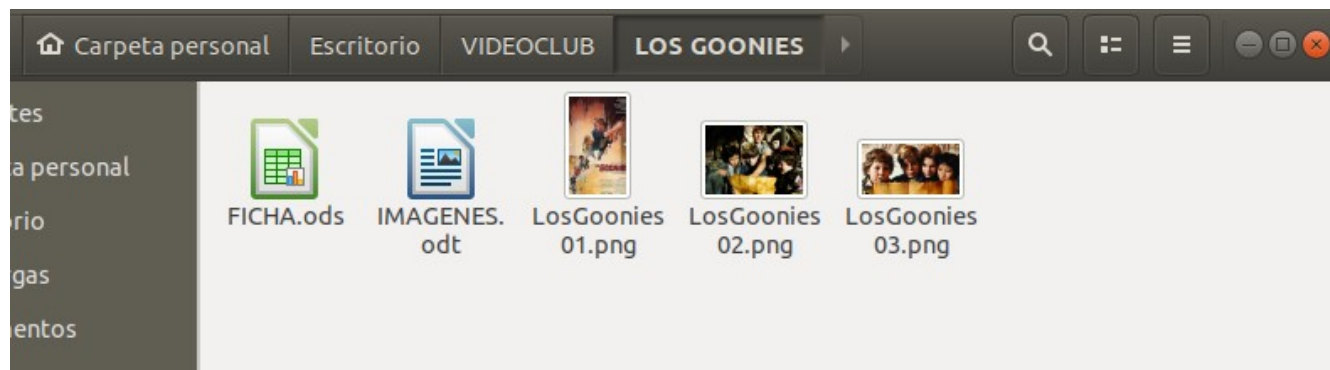 Carpeta personal Escritorio VIDEOCLUB LOS GOONIES
tes
a personal
rio
gas
entos
FICHA.ods IMAGENES. LosGoonies LosGoonies LosGoonies
odt 01.png 02.png 03.png